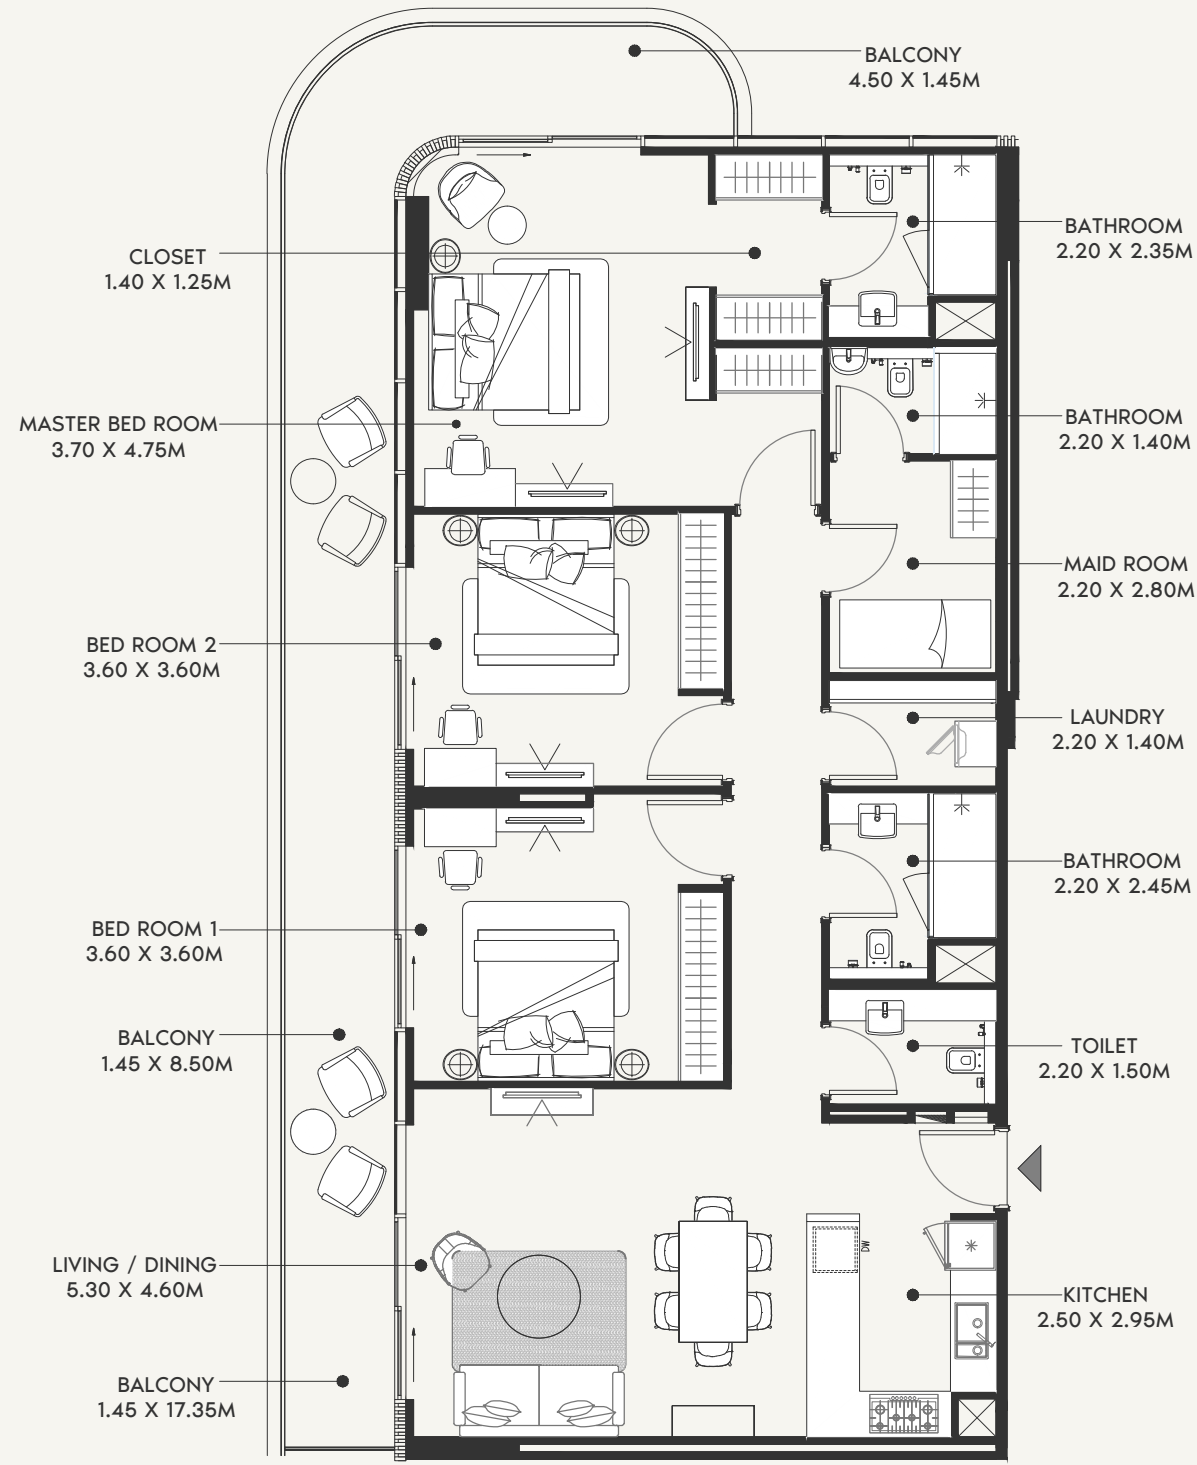 BALCONY
4.50 X 1.45M
BATHROOM
2.20 X 2.35M
CLOSET
1.40 X 1.25M
MASTER BED ROOM
3.70 X 4.75M
BATHROOM
2.20 X 1.40M
MAID ROOM
2.20 X 2.80M
BED ROOM 2
3.60 X 3.60M
LAUNDRY
2.20 X 1.40M
BATHROOM
2.20 X 2.45M
BED ROOM 1
3.60 X 3.60M
BALCONY
1.45 X 8.50M
TOILET
2.20 X 1.50M
DW
LIVING / DINING
5.30 X 4.60M
KITCHEN
2.50 X 2.95M
BALCONY
1.45 X 17.35M